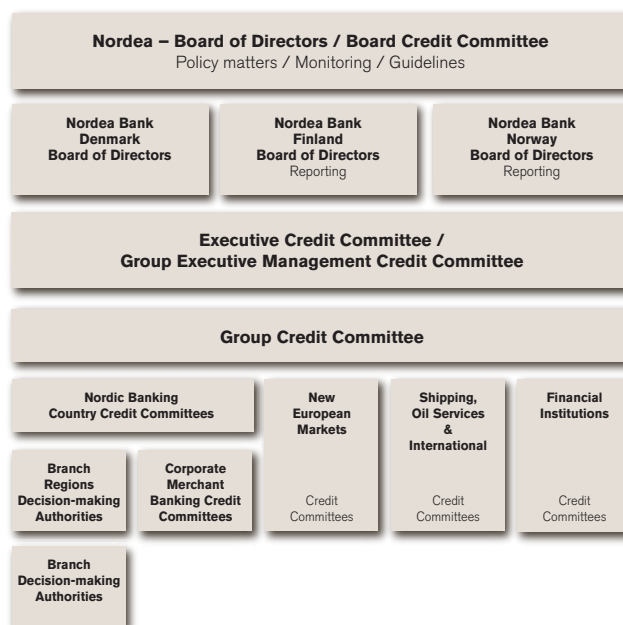 Nordea – Board of Directors / Board Credit Committee
Policy matters / Monitoring / Guidelines
Nordea Bank
Denmark
Board of Directors
Nordea Bank
Finland
Board of Directors
Reporting
Nordea Bank
Norway
Board of Directors
Reporting
Executive Credit Committee /
Group Executive Management Credit Committee
Group Credit Committee
Nordic Banking
Country Credit Committees
Branch
Regions
Decision-making
Authorities
Corporate
Merchant
Banking Credit
Committees
New
European
Markets
Credit
Committees
Shipping,
Oil Services
&
International
Credit
Committees
Financial
Institutions
Credit
Committees
Branch
Decision-making
Authorities